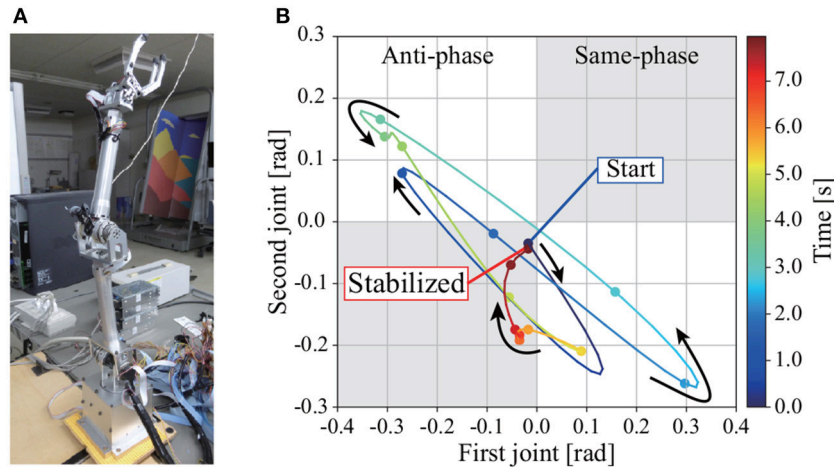 A
B
Anti-phase
Same-phase
Start
Stabilized
0.3
0.2
0.1
0.0
-0.1
-0.2
-0.3
Second joint [rad]
-0.4
-0.3
-0.2
-0.1
0.0
0.1
0.2
0.3
0.4
First joint [rad]
7.0
6.0
5.0
4.0
3.0
2.0
1.0
0.0
Time [s]